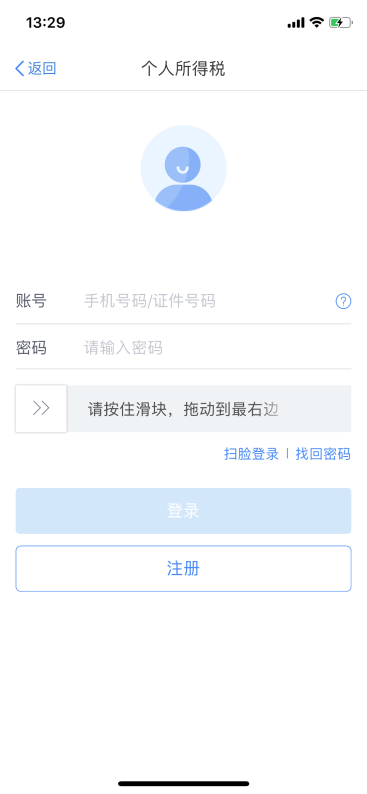 13:29
返回 个人所得税
账号 手机号码/证件号码
密码 请输入密码
请按住滑块，拖动到最右边
扫脸登录 | 找回密码
登录
注册